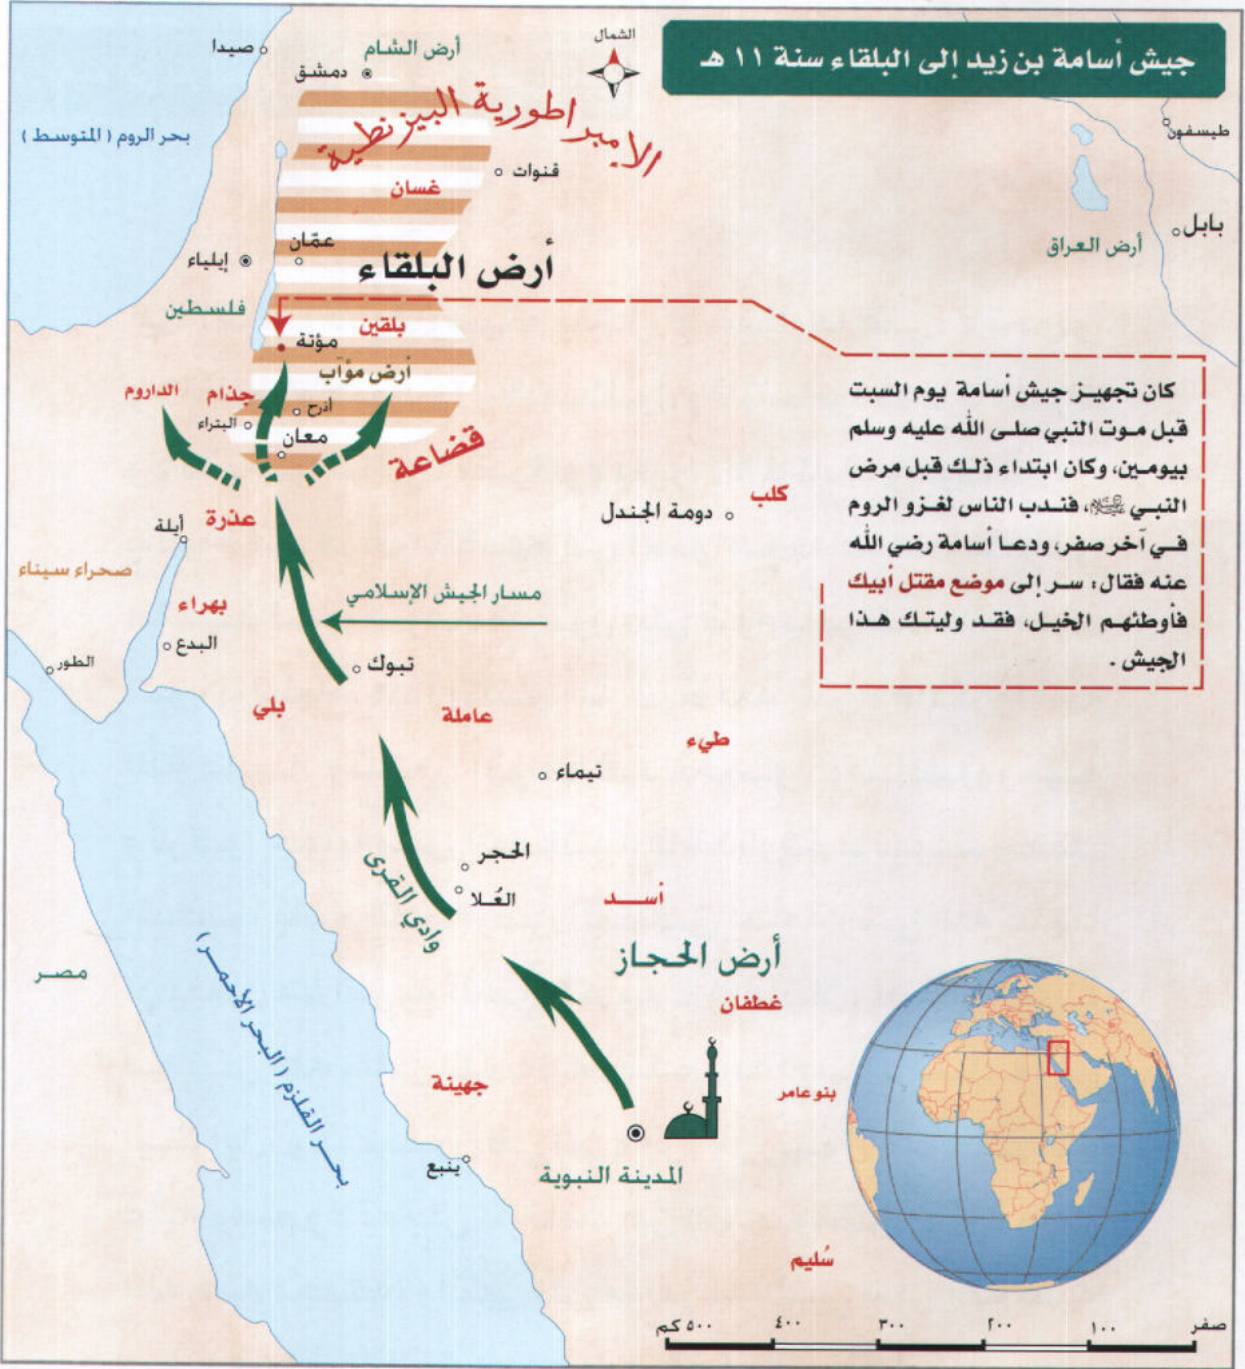 جيش أسامة بن زيد إلى البلقاء سنة ١١ هـ
الشمال
صيدا
أرض الشام
دمشق
الامبراطورية البيزنطية
بحر الروم ( المتوسط )
طيسفون
قنوات
غسان
بابل
أرض العراق
عمّان
إيلياء
أرض البلقاء
فلسطين
بلقين
مؤتة
أرض مؤآب
الداروم
جذام
أذرح
البتراء
معان
قضاعة
كان تجهيز جيش أسامة يوم السبت
قبل موت النبي صلى الله عليه وسلم
بيومين، وكان ابتداء ذلك قبل مرض
النبي ﷺ، فندب الناس لغزو الروم
في آخر صفر، ودعا أسامة رضي الله
عنه فقال : سر إلى موضع مقتل أبيك
فأوطئهم الخيل، فقد وليتك هذا
الجيش .
كلب
دومة الجندل
عذرة
أيلة
صحراء سيناء
مسار الجيش الإسلامي
بهراء
البدع
الطور
تبوك
بلي
عاملة
طيء
تيماء
الحجر
العُلا
وادي القرى
أسد
أرض الحجاز
مصر
غطفان
بحر القلزم ( البحر الأحمر )
جهينة
بنو عامر
ينبع
المدينة النبوية
سُليم
صفر ١٠٠ ٢٠٠ ٣٠٠ ٤٠٠ ٥٠٠ كم